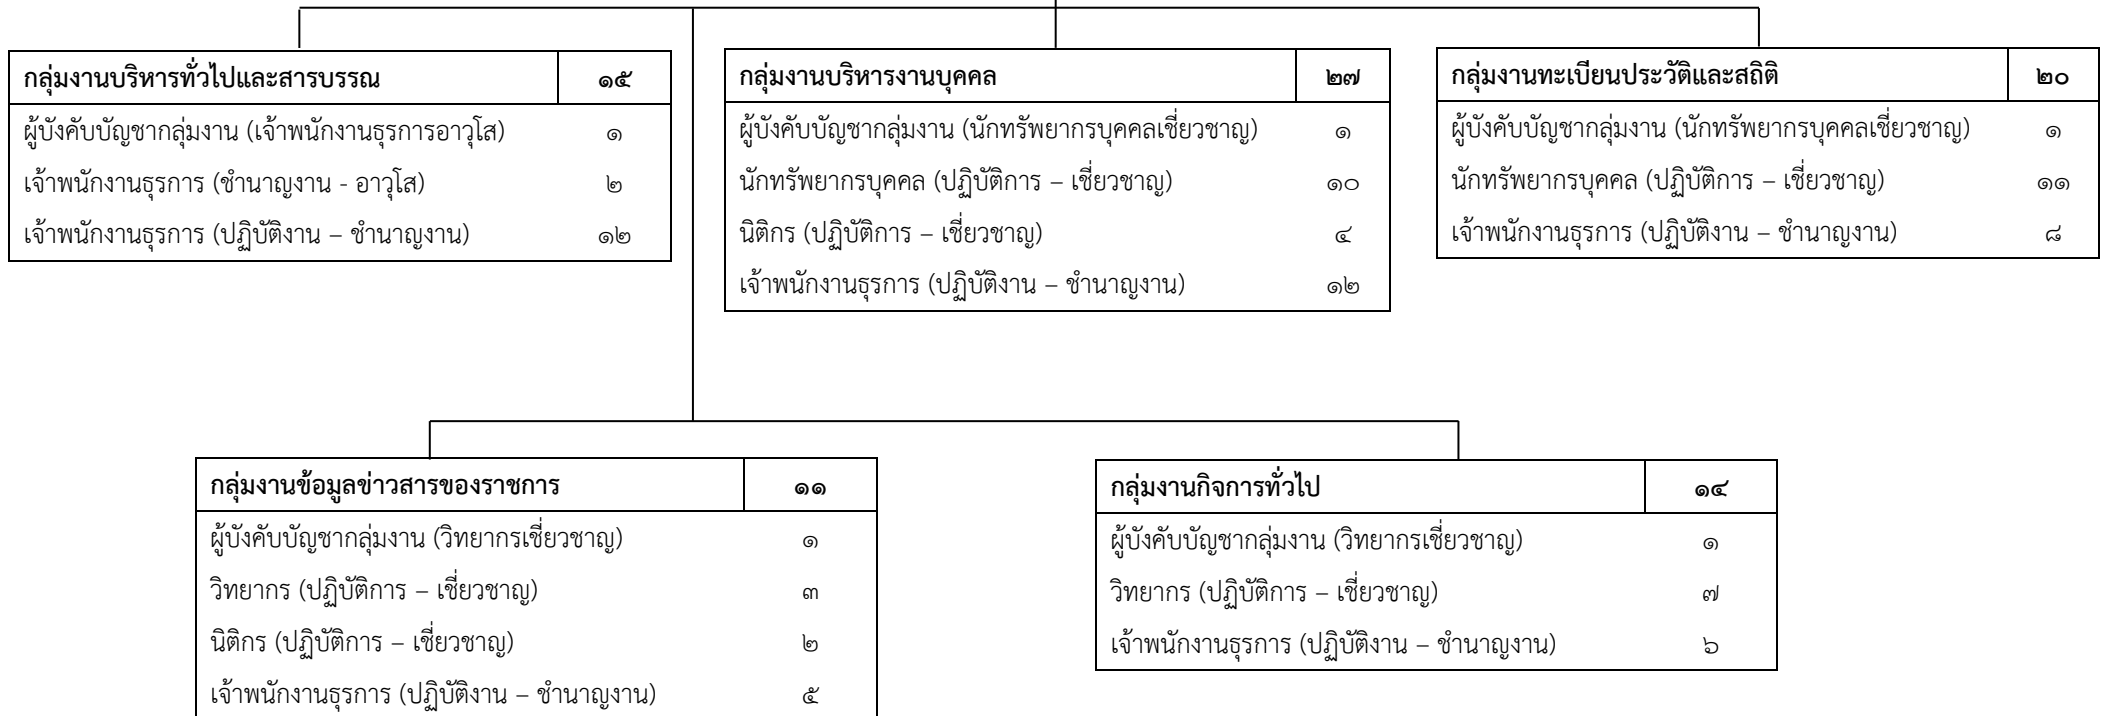 กลุ่มงานบริหารทั่วไปและสารบรรณ ๑๕
ผู้บังคับบัญชากลุ่มงาน (เจ้าพนักงานธุรการอาวุโส) ๑
เจ้าพนักงานธุรการ (ชำนาญงาน - อาวุโส) ๒
เจ้าพนักงานธุรการ (ปฏิบัติงาน – ชำนาญงาน) ๑๒
กลุ่มงานบริหารงานบุคคล ๒๗
ผู้บังคับบัญชากลุ่มงาน (นักทรัพยากรบุคคลเชี่ยวชาญ) ๑
นักทรัพยากรบุคคล (ปฏิบัติการ – เชี่ยวชาญ) ๑๐
นิติกร (ปฏิบัติการ – เชี่ยวชาญ) ๔
เจ้าพนักงานธุรการ (ปฏิบัติงาน – ชำนาญงาน) ๑๒
กลุ่มงานทะเบียนประวัติและสถิติ ๒๐
ผู้บังคับบัญชากลุ่มงาน (นักทรัพยากรบุคคลเชี่ยวชาญ) ๑
นักทรัพยากรบุคคล (ปฏิบัติการ – เชี่ยวชาญ) ๑๑
เจ้าพนักงานธุรการ (ปฏิบัติงาน – ชำนาญงาน) ๘
กลุ่มงานข้อมูลข่าวสารของราชการ ๑๑
ผู้บังคับบัญชากลุ่มงาน (วิทยากรเชี่ยวชาญ) ๑
วิทยากร (ปฏิบัติการ – เชี่ยวชาญ) ๓
นิติกร (ปฏิบัติการ – เชี่ยวชาญ) ๒
เจ้าพนักงานธุรการ (ปฏิบัติงาน – ชำนาญงาน) ๕
กลุ่มงานกิจการทั่วไป ๑๔
ผู้บังคับบัญชากลุ่มงาน (วิทยากรเชี่ยวชาญ) ๑
วิทยากร (ปฏิบัติการ – เชี่ยวชาญ) ๗
เจ้าพนักงานธุรการ (ปฏิบัติงาน – ชำนาญงาน) ๖